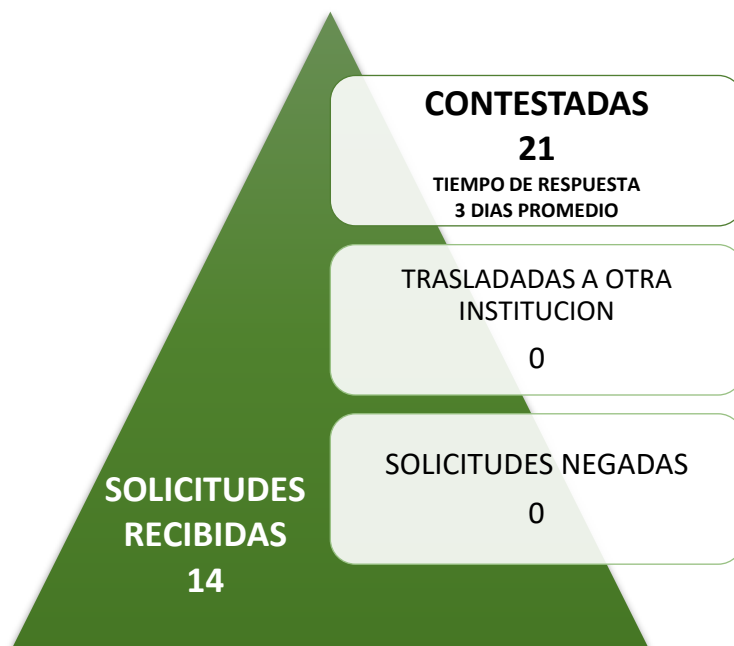 CONTESTADAS
21
TIEMPO DE RESPUESTA
3 DIAS PROMEDIO
TRASLADADAS A OTRA
INSTITUCION
0
SOLICITUDES NEGADAS
0
SOLICITUDES
RECIBIDAS
14